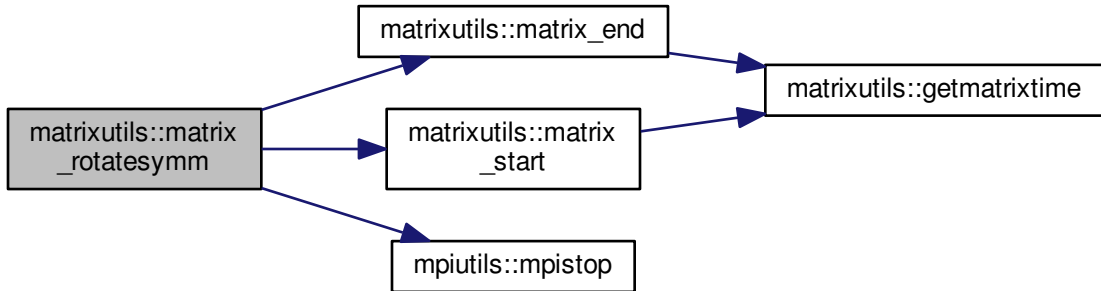 matrixutils::matrix_end
matrixutils::getmatrixtime
matrixutils::matrix
_rotatesymm
matrixutils::matrix
_start
mpiutils::mpistop